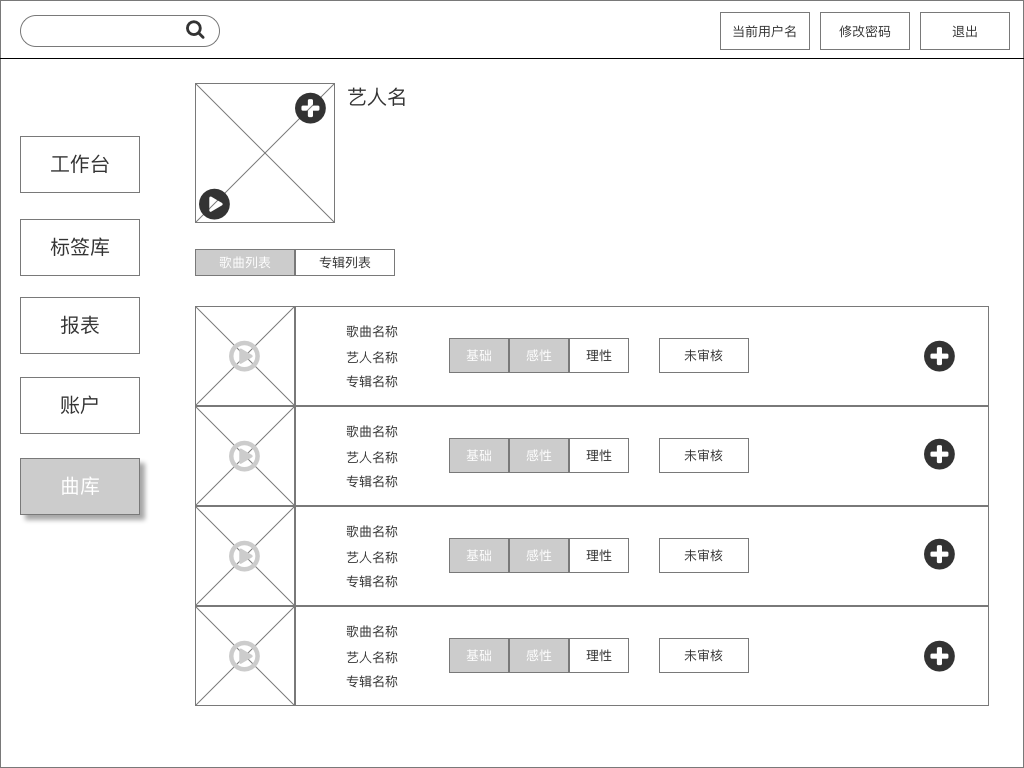 当前用户名
修改密码
退出
艺人名
工作台
标签库
报表
账户
曲库
歌曲列表
专辑列表
歌曲名称
艺人名称
专辑名称
基础
感性
理性
未审核
歌曲名称
艺人名称
专辑名称
基础
感性
理性
未审核
歌曲名称
艺人名称
专辑名称
基础
感性
理性
未审核
歌曲名称
艺人名称
专辑名称
基础
感性
理性
未审核